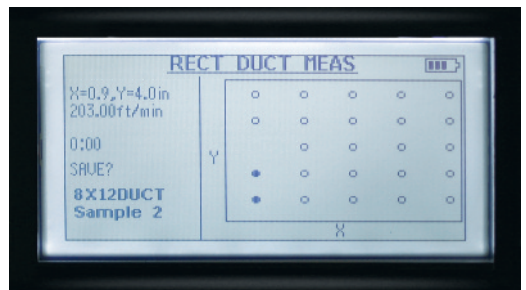 RECT DUCT MEAS
X=0.9,Y=4.0in
203.00ft/min
0:00
SAVE?
8X12DUCT
Sample 2
Y
X